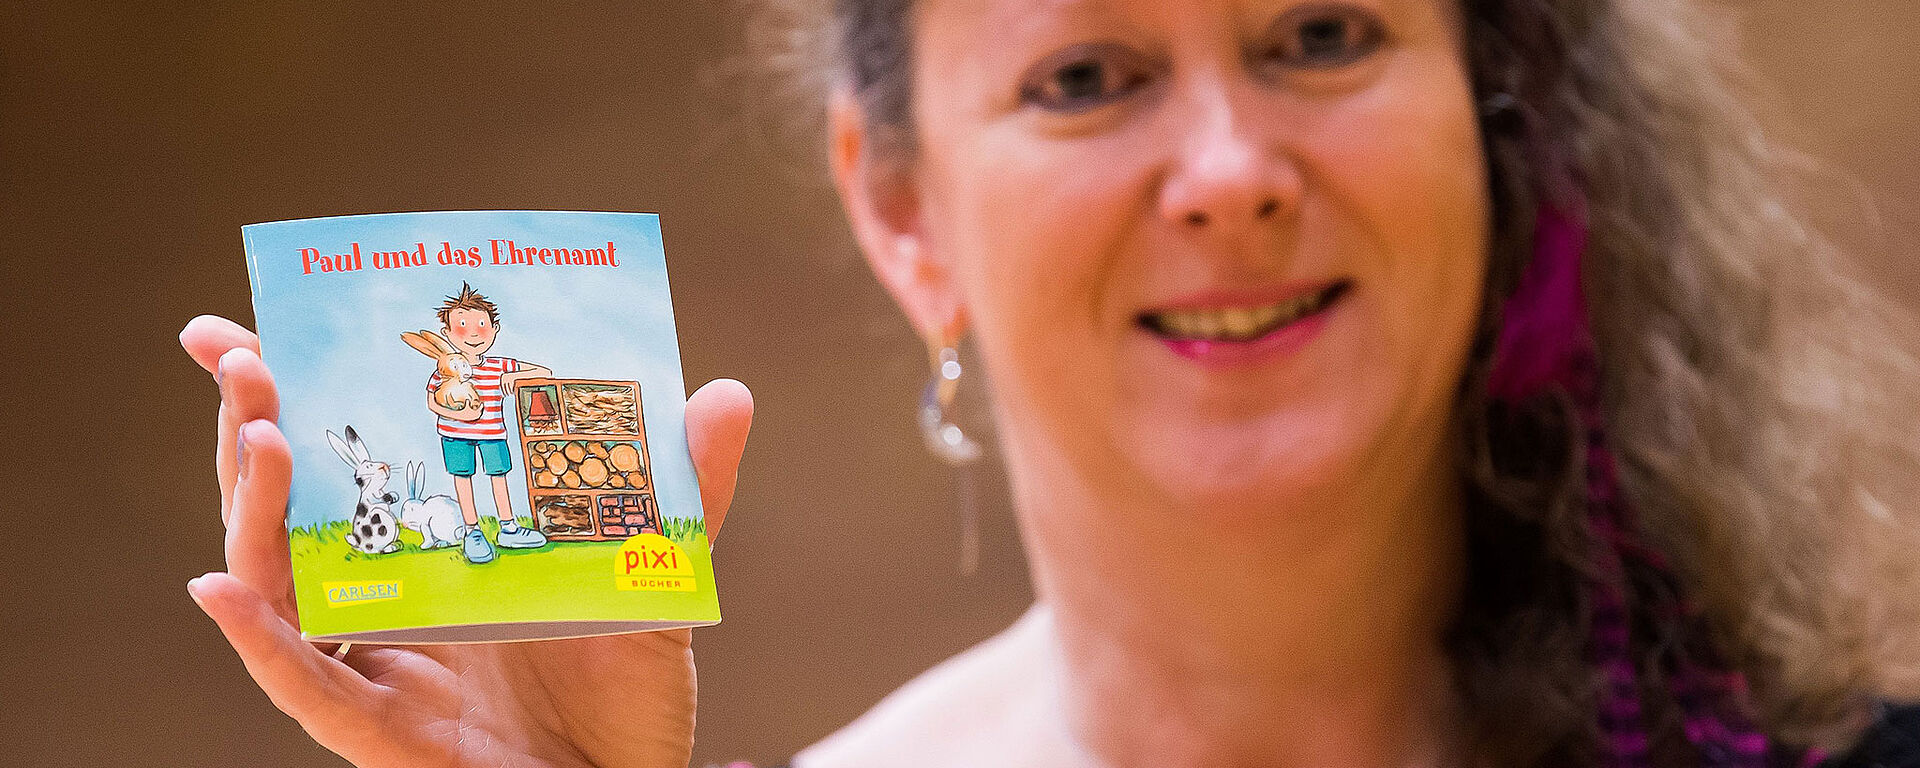 Paul und das Ehrenamt
CARLSEN
pixi
BÜCHER